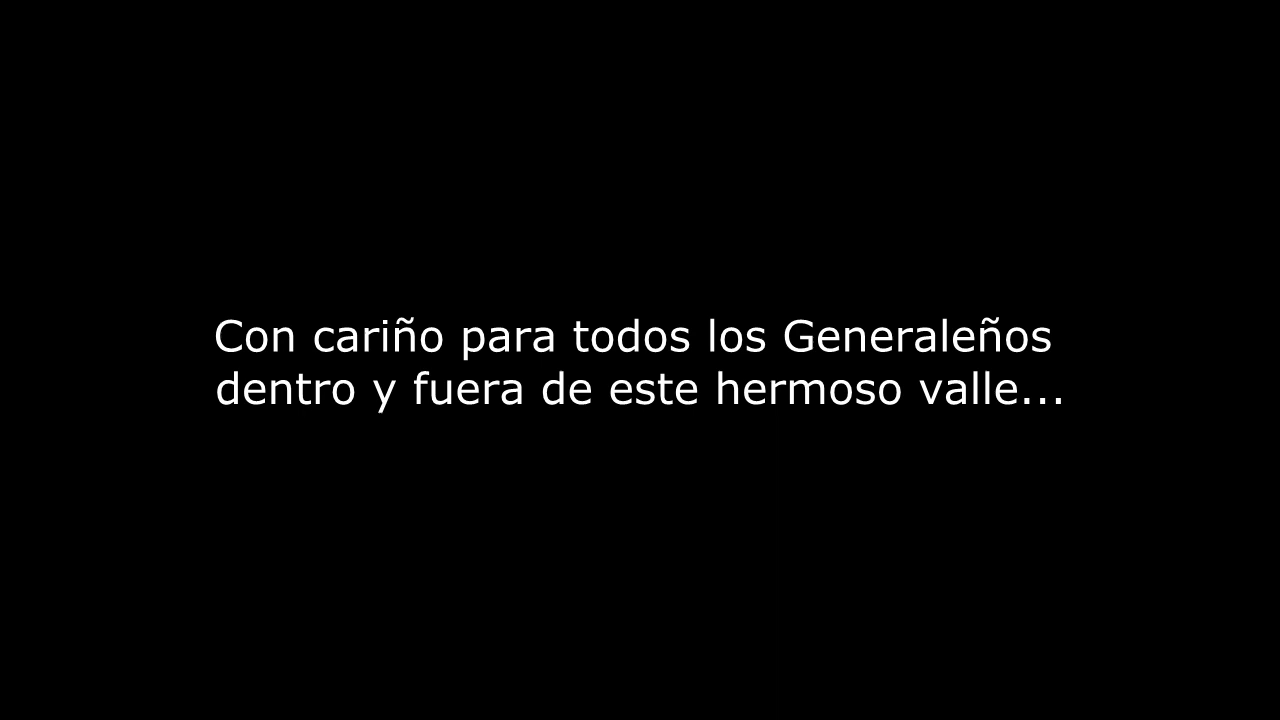 Con cariño para todos los Generaleños
dentro y fuera de este hermoso valle...